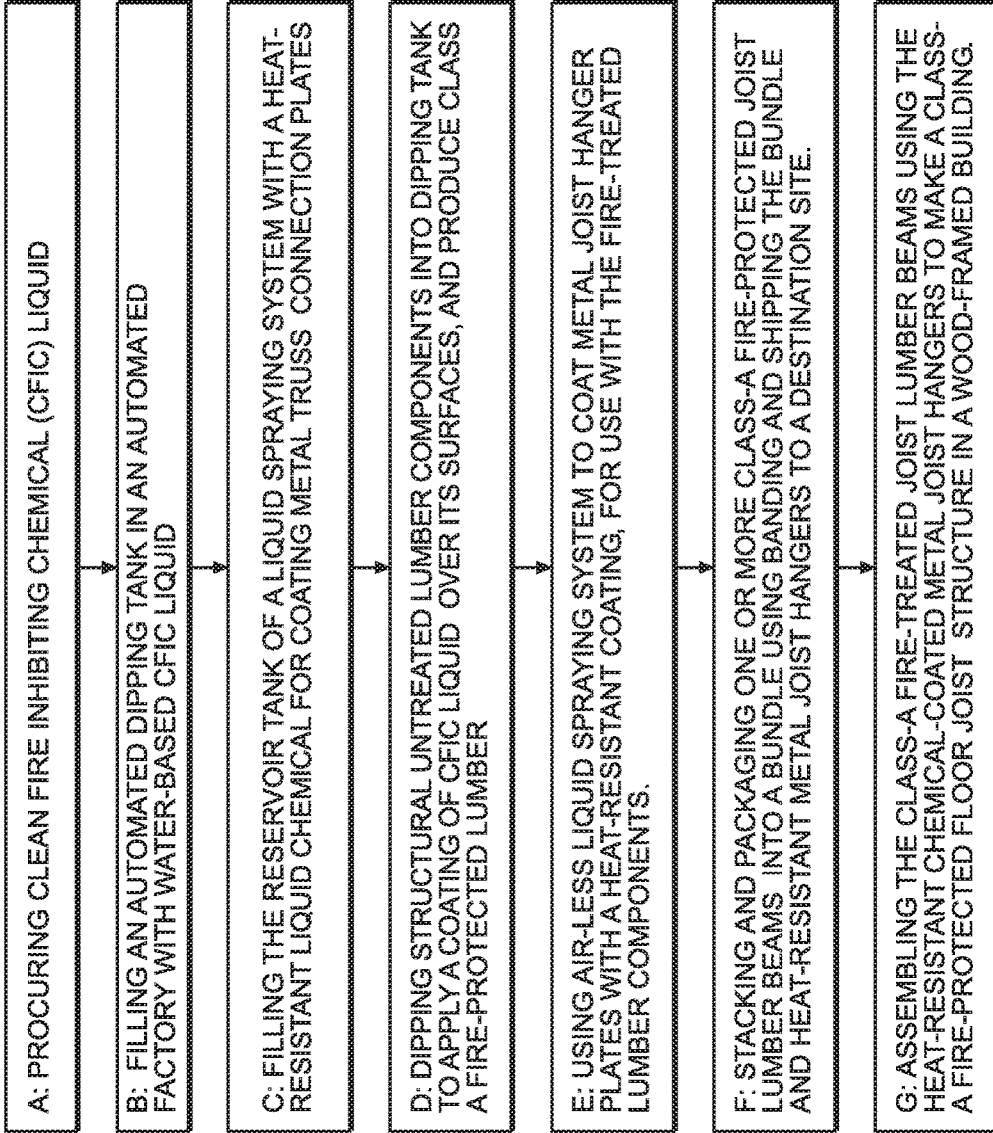 A: PROCURING CLEAN FIRE INHIBITING CHEMICAL (CFIC) LIQUID
B: FILLING AN AUTOMATED DIPPING TANK IN AN AUTOMATED
FACTORY WITH WATER-BASED CFIC LIQUID
C: FILLING THE RESERVOIR TANK OF A LIQUID SPRAYING SYSTEM WITH A HEAT-
RESISTANT LIQUID CHEMICAL FOR COATING METAL TRUSS CONNECTION PLATES
D: DIPPING STRUCTURAL UNTREATED LUMBER COMPONENTS INTO DIPPING TANK
TO APPLY A COATING OF CFIC LIQUID OVER ITS SURFACES, AND PRODUCE CLASS
A FIRE-PROTECTED LUMBER
E: USING AIR-LESS LIQUID SPRAYING SYSTEM TO COAT METAL JOIST HANGER
PLATES WITH A HEAT-RESISTANT COATING, FOR USE WITH THE FIRE-TREATED
LUMBER COMPONENTS.
F: STACKING AND PACKAGING ONE OR MORE CLASS-A FIRE-PROTECTED JOIST
LUMBER BEAMS INTO A BUNDLE USING BANDING AND SHIPPING THE BUNDLE
AND HEAT-RESISTANT METAL JOIST HANGERS TO A DESTINATION SITE.
G: ASSEMBLING THE CLASS-A FIRE-TREATED JOIST LUMBER BEAMS USING THE
HEAT-RESISTANT CHEMICAL-COATED METAL JOIST HANGERS TO MAKE A CLASS-
A FIRE-PROTECTED FLOOR JOIST STRUCTURE IN A WOOD-FRAMED BUILDING.